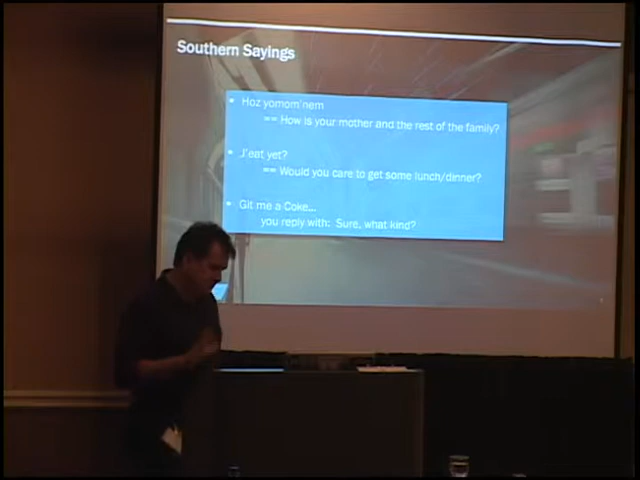 Southern Sayings
Hoz yomom'nem
== How is your mother and the rest of the family?
J'eat yet?
== Would you care to get some lunch/dinner?
Git me a Coke...
you reply with: Sure, what kind?